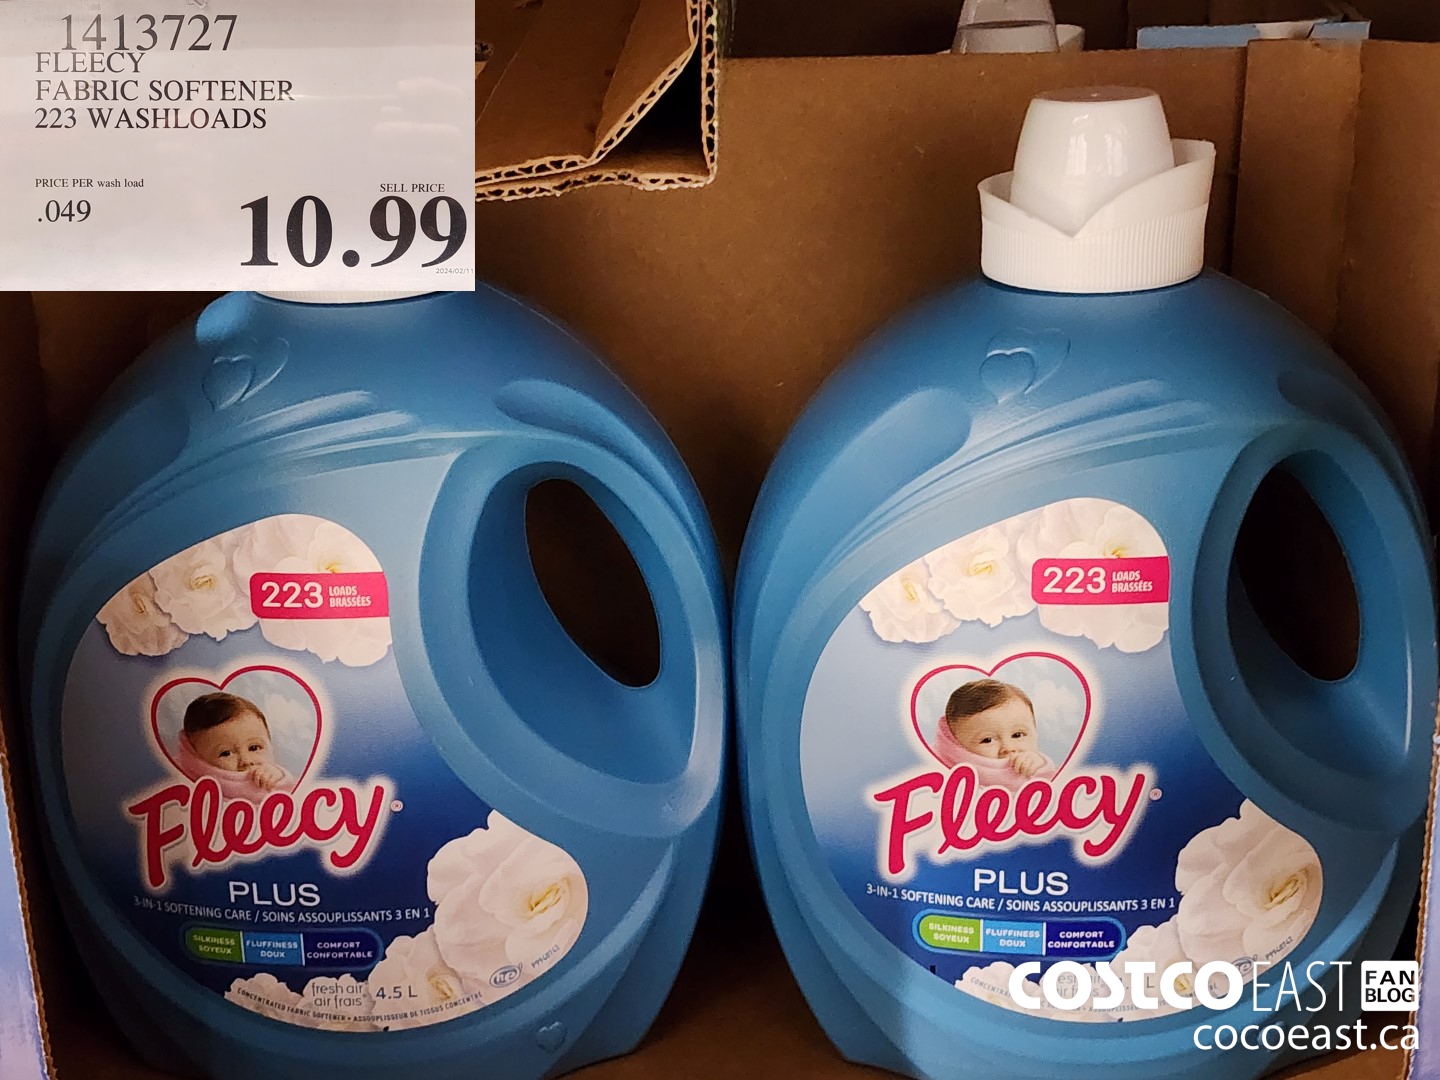 1413727
FLEECY
FABRIC SOFTENER
223 WASHLOADS
PRICE PER wash load
.049
SELL PRICE
10.99
2024/02/11
223 LOADS
BRASSÉES
Fleecy®
PLUS
3-IN-1 SOFTENING CARE / SOINS ASSOUPLISSANTS 3 EN 1
SILKINESS
SOYEUX
FLUFFINESS
DOUX
COMFORT
CONFORTABLE
he
fresh air
air frais
4.5 L
CONCENTRATED FABRIC SOFTENER • ASSOUPLISSEUR DE TISSUS CONCENTRÉ
223 LOADS
BRASSÉES
Fleecy®
PLUS
3-IN-1 SOFTENING CARE / SOINS ASSOUPLISSANTS 3 EN 1
SILKINESS
SOYEUX
FLUFFINESS
DOUX
COMFORT
CONFORTABLE
COSTCO EAST FAN
BLOG
cocoeast.ca